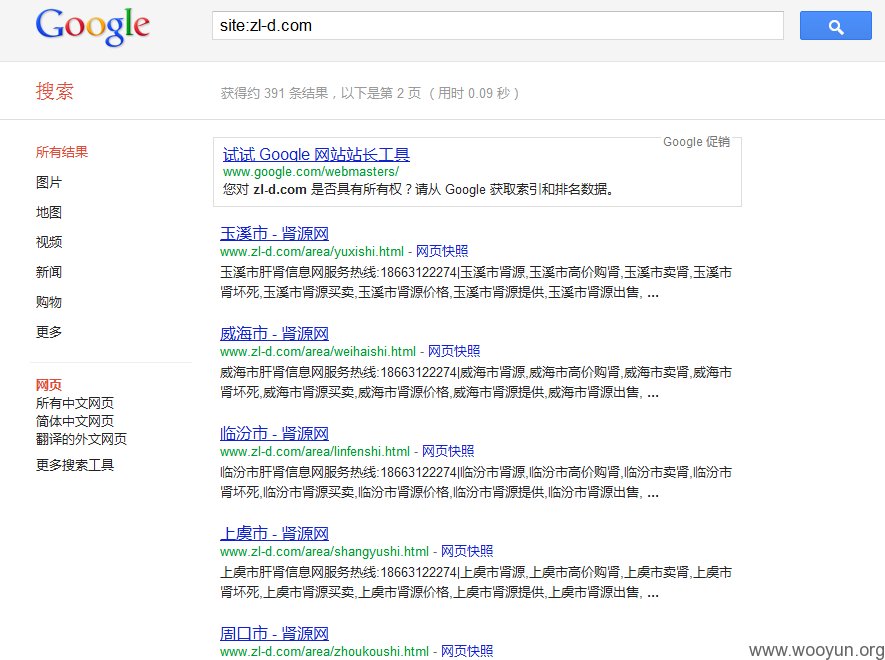 Google
site:zl-d.com
搜索
获得约 391 条结果，以下是第 2 页 （用时 0.09 秒）
所有结果
图片
地图
视频
新闻
购物
更多
网页
所有中文网页
简体中文网页
翻译的外文网页
更多搜索工具
Google 促销
试试 Google 网站站长工具
www.google.com/webmasters/
您对 zl-d.com 是否具有所有权？请从 Google 获取索引和排名数据。
玉溪市 - 肾源网
www.zl-d.com/area/yuxishi.html - 网页快照
玉溪市肝肾信息网服务热线:18663122274|玉溪市肾源,玉溪市高价购肾,玉溪市卖肾,玉溪市
肾坏死,玉溪市肾源买卖,玉溪市肾源价格,玉溪市肾源提供,玉溪市肾源出售, ...
威海市 - 肾源网
www.zl-d.com/area/weihaishi.html - 网页快照
威海市肝肾信息网服务热线:18663122274|威海市肾源,威海市高价购肾,威海市卖肾,威海市
肾坏死,威海市肾源买卖,威海市肾源价格,威海市肾源提供,威海市肾源出售, ...
临汾市 - 肾源网
www.zl-d.com/area/linfenshi.html - 网页快照
临汾市肝肾信息网服务热线:18663122274|临汾市肾源,临汾市高价购肾,临汾市卖肾,临汾市
肾坏死,临汾市肾源买卖,临汾市肾源价格,临汾市肾源提供,临汾市肾源出售, ...
上虞市 - 肾源网
www.zl-d.com/area/shangyushi.html - 网页快照
上虞市肝肾信息网服务热线:18663122274|上虞市肾源,上虞市高价购肾,上虞市卖肾,上虞市
肾坏死,上虞市肾源买卖,上虞市肾源价格,上虞市肾源提供,上虞市肾源出售, ...
周口市 - 肾源网
www.zl-d.com/area/zhoukoushi.html - 网页快照
www.wooyun.org